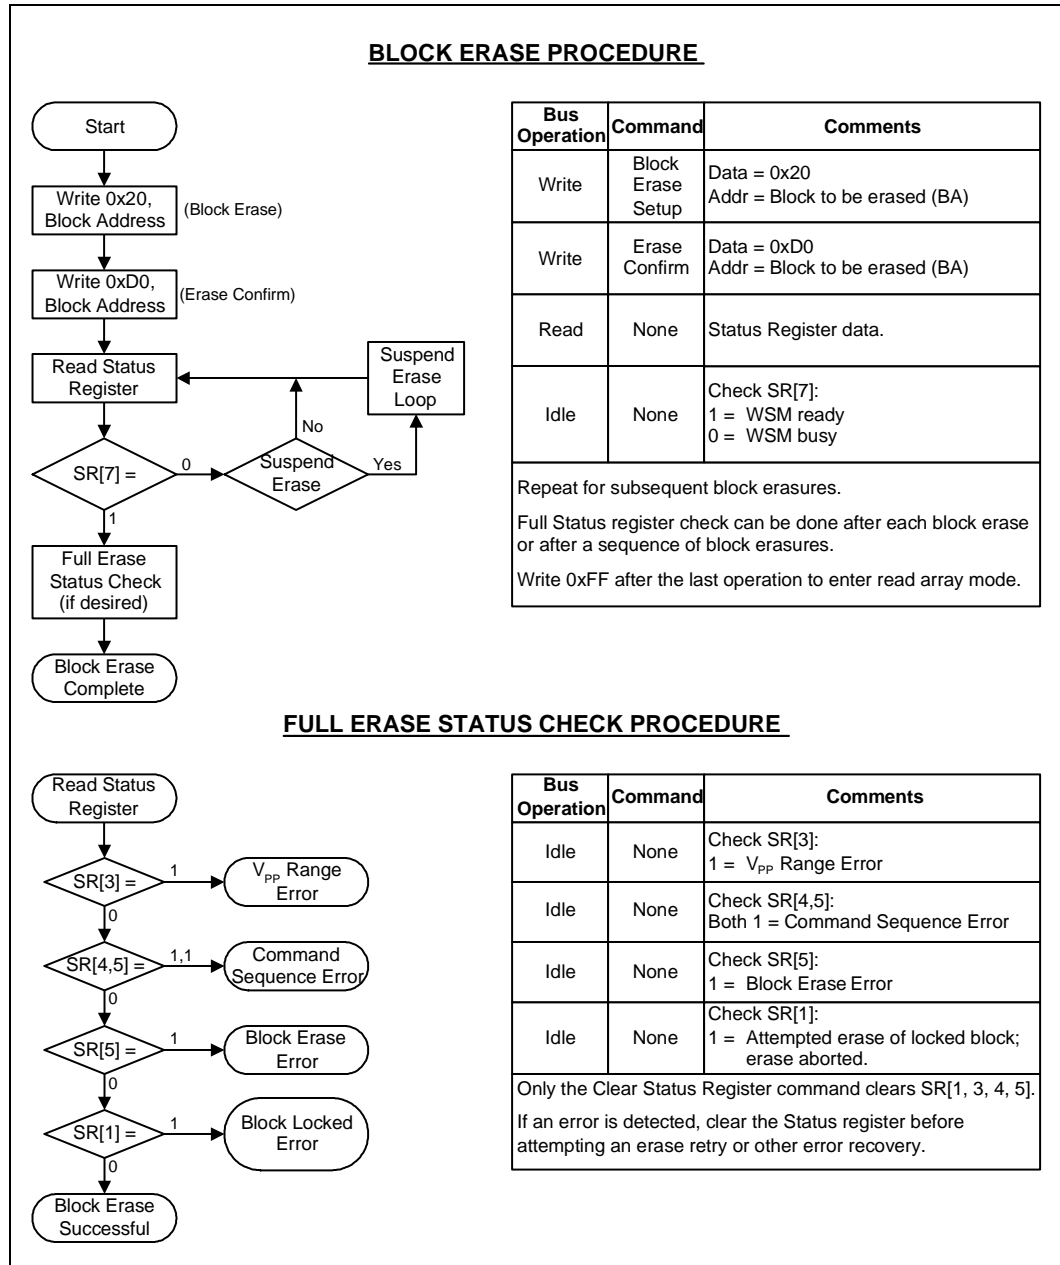 BLOCK ERASE PROCEDURE
Start
Write 0x20,
Block Address
(Block Erase)
Write 0xD0,
Block Address
(Erase Confirm)
Read Status
Register
Suspend
Erase
Loop
No
SR[7] =
0
Suspend
Erase
Yes
1
Full Erase
Status Check
(if desired)
Block Erase
Complete
Bus
Operation
Command
Comments
Write
Block
Erase
Setup
Data = 0x20
Addr = Block to be erased (BA)
Write
Erase
Confirm
Data = 0xD0
Addr = Block to be erased (BA)
Read
None
Status Register data.
Idle
None
Check SR[7]:
1 = WSM ready
0 = WSM busy
Repeat for subsequent block erasures.
Full Status register check can be done after each block erase
or after a sequence of block erasures.
Write 0xFF after the last operation to enter read array mode.
FULL ERASE STATUS CHECK PROCEDURE
Read Status
Register
SR[3] =
1
VPP Range
Error
0
SR[4,5] =
1,1
Command
Sequence Error
0
SR[5] =
1
Block Erase
Error
0
SR[1] =
1
Block Locked
Error
0
Block Erase
Successful
Bus
Operation
Command
Comments
Idle
None
Check SR[3]:
1 = VPP Range Error
Idle
None
Check SR[4,5]:
Both 1 = Command Sequence Error
Idle
None
Check SR[5]:
1 = Block Erase Error
Idle
None
Check SR[1]:
1 = Attempted erase of locked block;
erase aborted.
Only the Clear Status Register command clears SR[1, 3, 4, 5].
If an error is detected, clear the Status register before
attempting an erase retry or other error recovery.